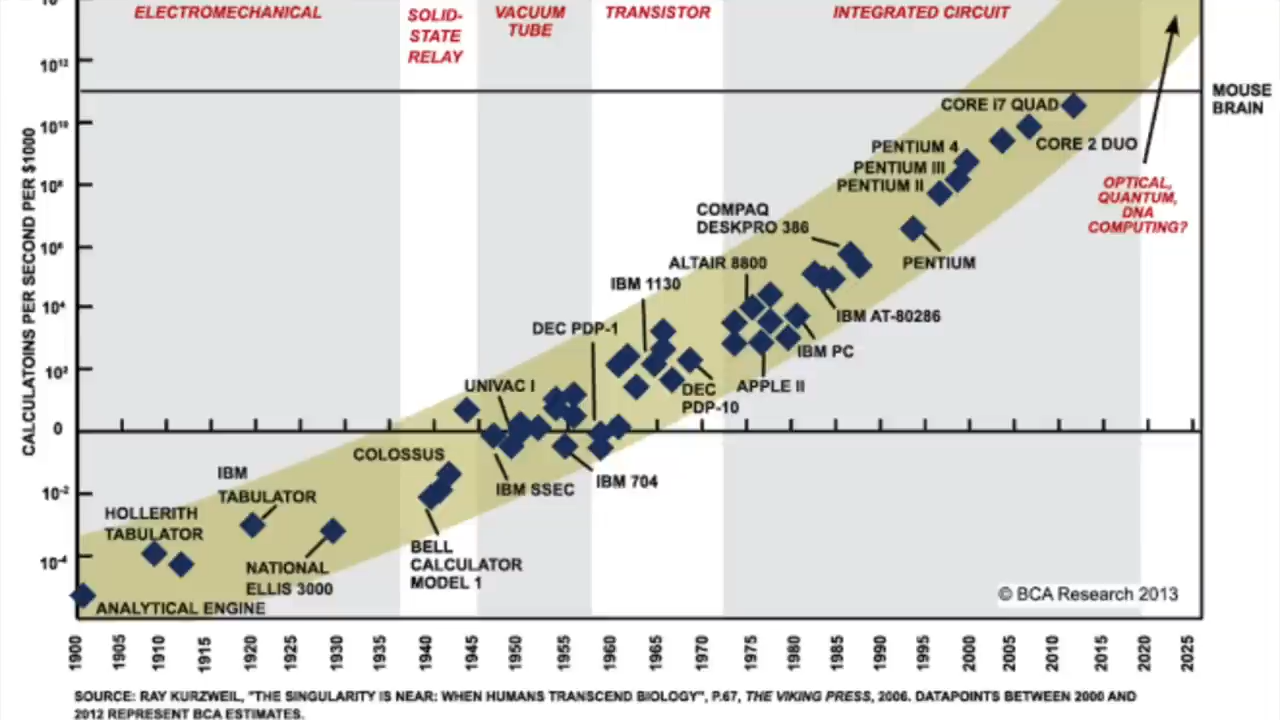 ELECTROMECHANICAL
SOLID-
STATE
RELAY
VACUUM
TUBE
TRANSISTOR
INTEGRATED CIRCUIT
10¹²
MOUSE
BRAIN
CORE i7 QUAD
10¹⁰
CORE 2 DUO
PENTIUM 4
PENTIUM III
PENTIUM II
10⁸
OPTICAL,
QUANTUM,
DNA
COMPUTING?
COMPAQ
DESKPRO 386
10⁶
PENTIUM
ALTAIR 8800
IBM 1130
10⁴
IBM AT-80286
DEC PDP-1
IBM PC
10²
UNIVAC I
APPLE II
DEC
PDP-10
0
COLOSSUS
IBM
TABULATOR
IBM 704
IBM SSEC
10⁻²
HOLLERITH
TABULATOR
BELL
CALCULATOR
MODEL 1
10⁻⁴
NATIONAL
ELLIS 3000
ANALYTICAL ENGINE
© BCA Research 2013
CALCULATOINS PER SECOND PER $1000
1900 1905 1910 1915 1920 1925 1930 1935 1940 1945 1950 1955 1960 1965 1970 1975 1980 1985 1990 1995 2000 2005 2010 2015 2020 2025
SOURCE: RAY KURZWEIL, "THE SINGULARITY IS NEAR: WHEN HUMANS TRANSCEND BIOLOGY", P.67, THE VIKING PRESS, 2006. DATAPOINTS BETWEEN 2000 AND
2012 REPRESENT BCA ESTIMATES.